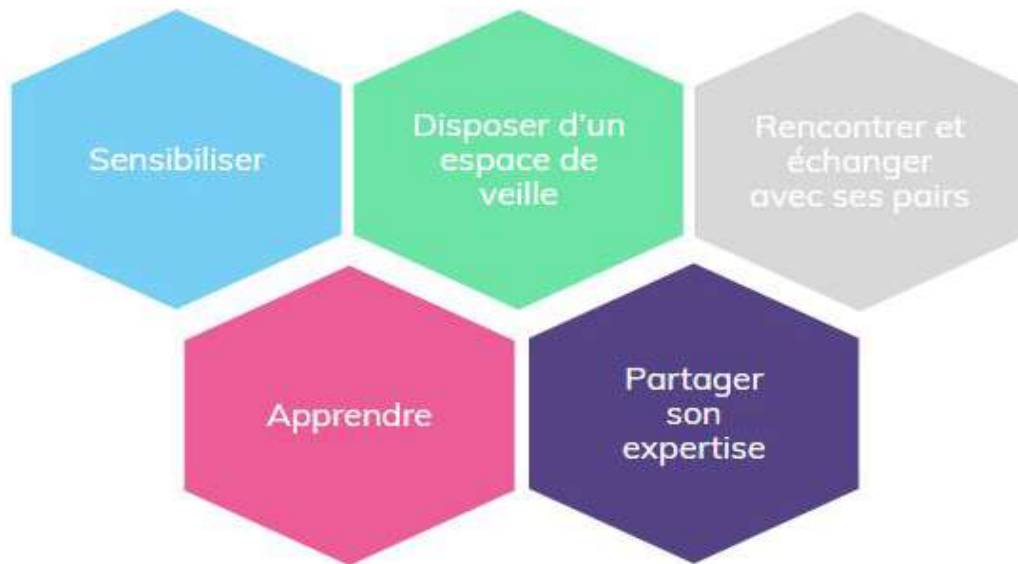 Sensibiliser
Disposer d'un
espace de
veille
Rencontrer et
échanger
avec ses pairs
Apprendre
Partager
son
expertise